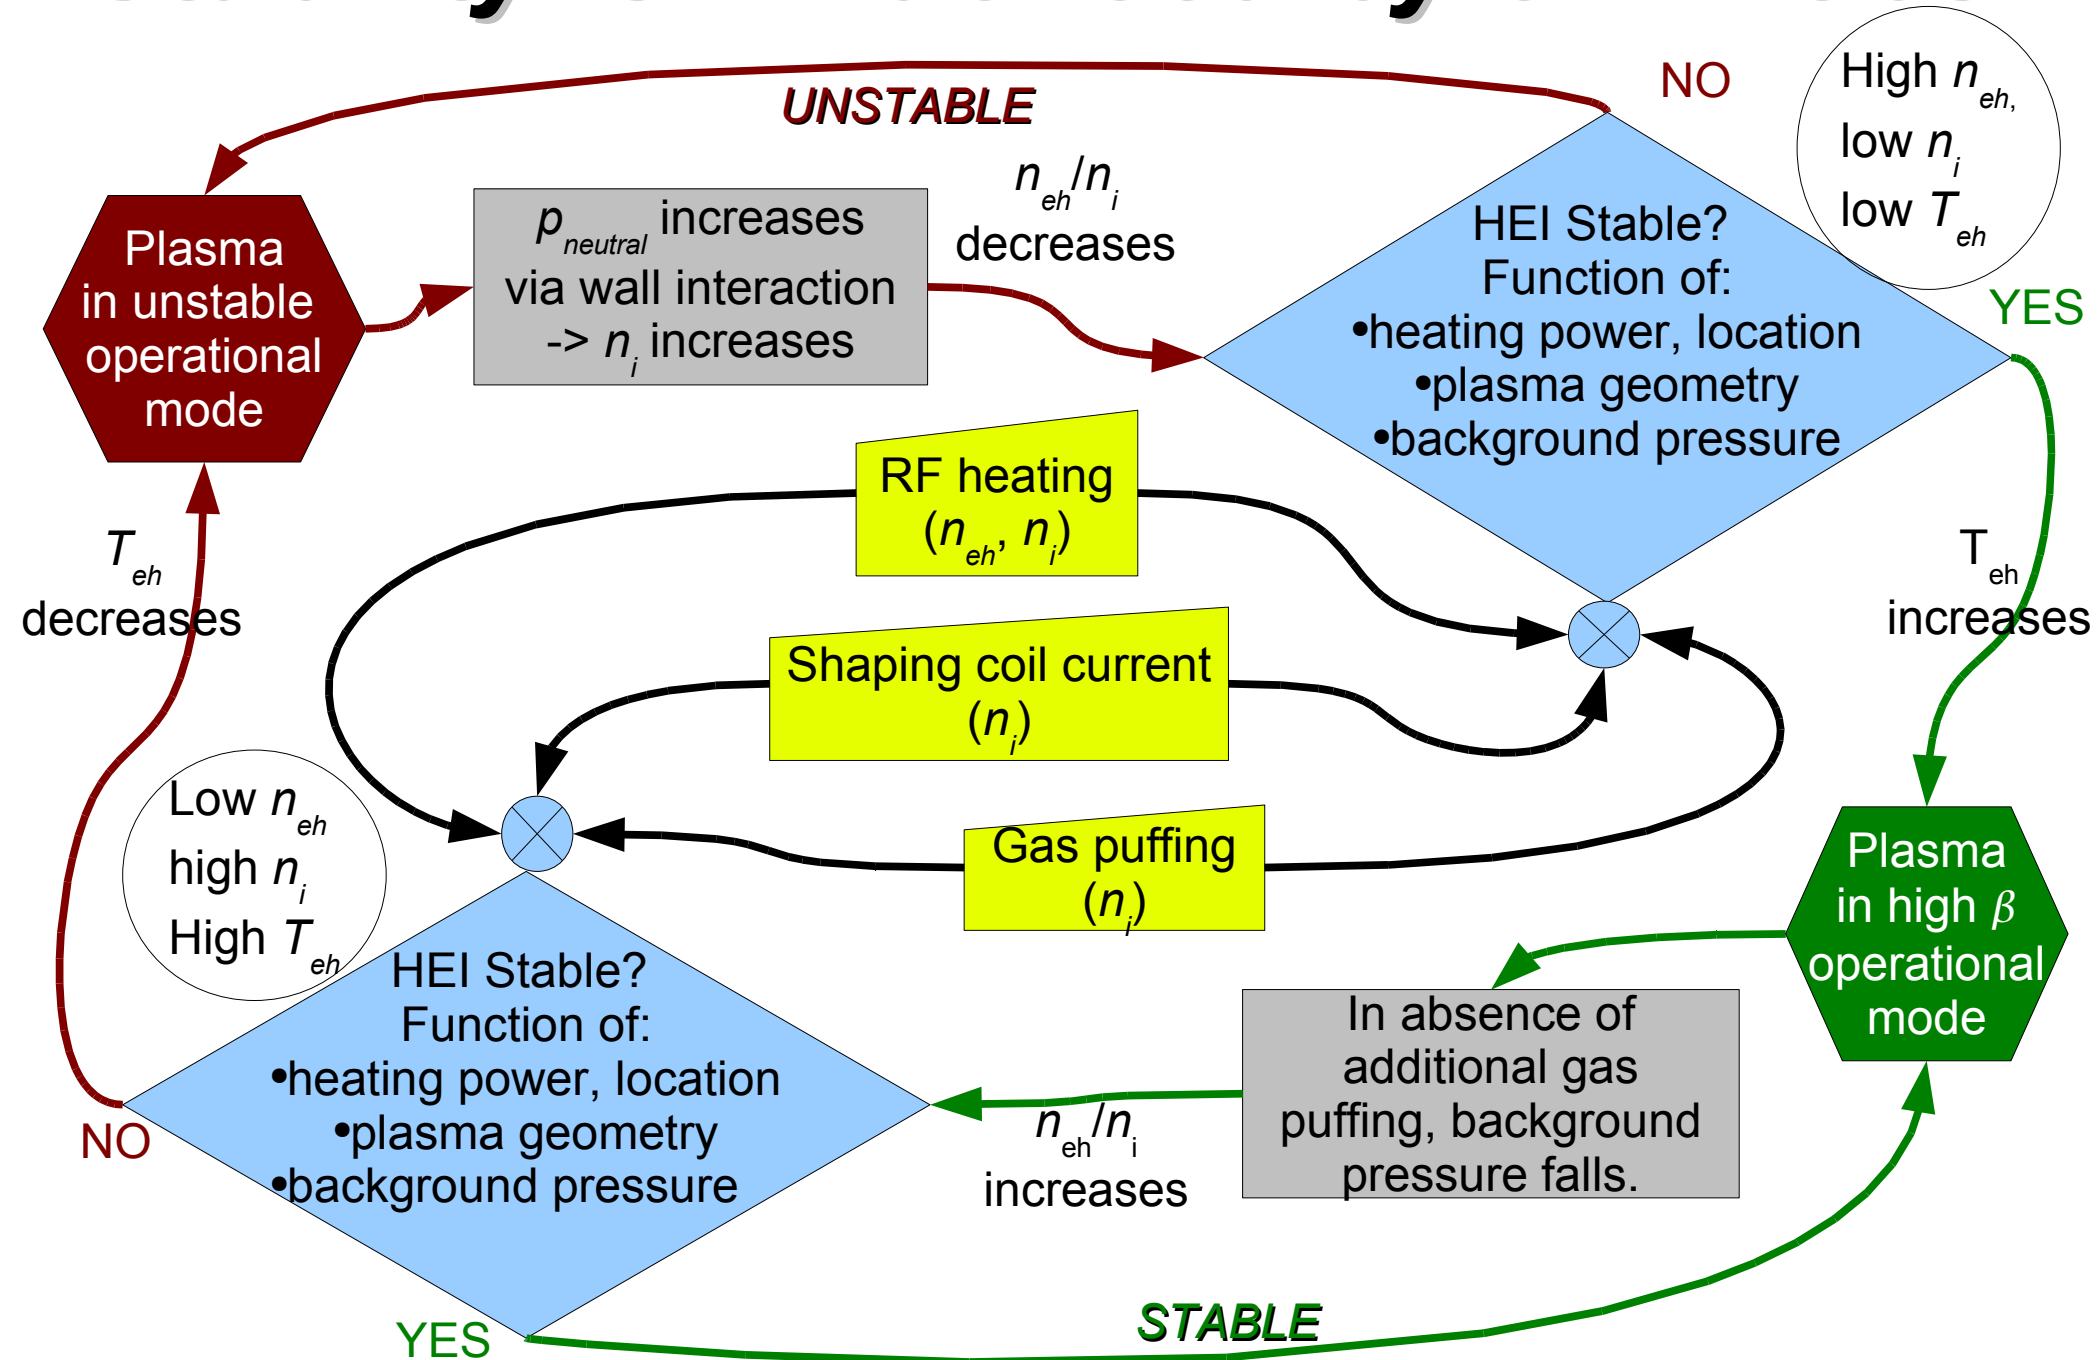 UNSTABLE
NO
High n_eh,
low n_i
low T_eh
YES
Plasma
in unstable
operational
mode
p_neutral increases
via wall interaction
-> n_i increases
n_eh/n_i
decreases
HEI Stable?
Function of:
•heating power, location
•plasma geometry
•background pressure
RF heating
(n_eh, n_i)
Shaping coil current
(n_i)
Gas puffing
(n_i)
T_eh
decreases
T_eh
increases
Low n_eh
high n_i
High T_eh
HEI Stable?
Function of:
•heating power, location
•plasma geometry
•background pressure
NO
YES
n_eh/n_i
increases
In absence of
additional gas
puffing, background
pressure falls.
Plasma
in high β
operational
mode
STABLE